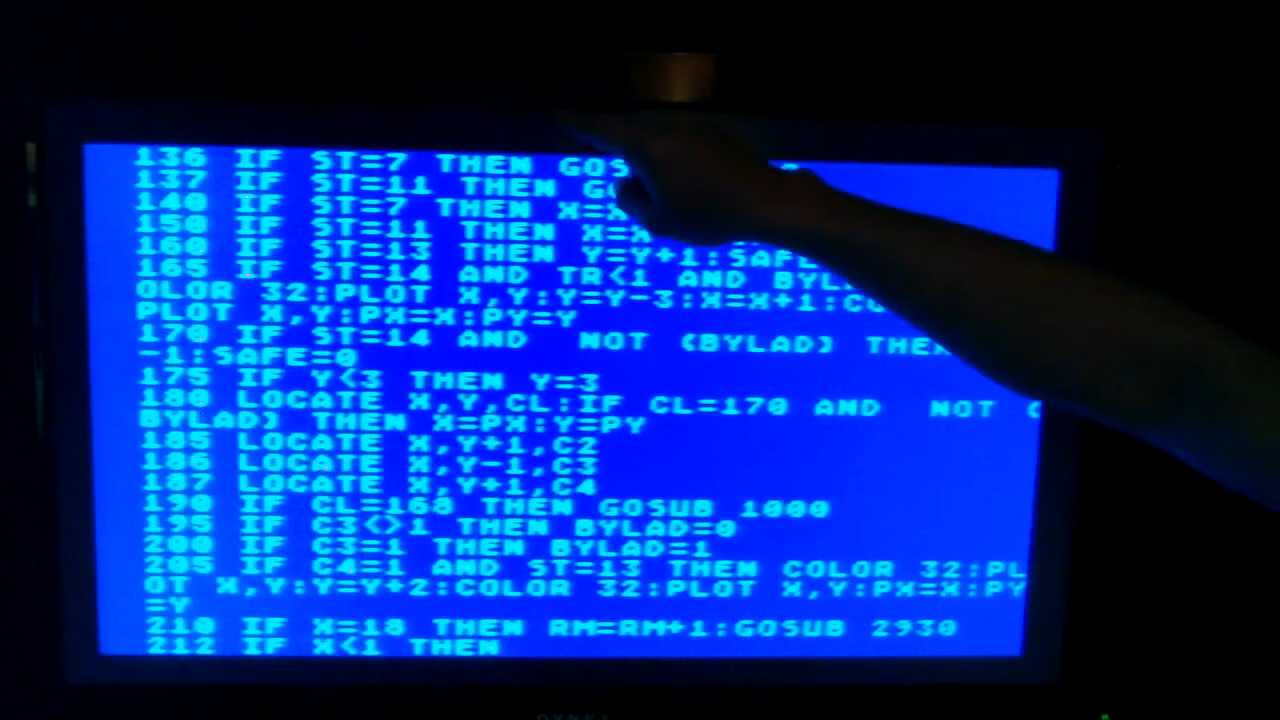 136 IF ST=7 THEN GOS
137 IF ST=11 THEN GO
140 IF ST=7 THEN X=X
150 IF ST=11 THEN X=X
160 IF ST=13 THEN Y=Y+1:SAFE
165 IF ST=14 AND TR<1 AND BYL
OLOR 32:PLOT X,Y:Y=Y-3:X=X+1:CO
PLOT X,Y:PX=X:PY=Y
170 IF ST=14 AND  NOT (BYLAD) THEN
-1:SAFE=0
175 IF Y<3 THEN Y=3
180 LOCATE X,Y,CL:IF CL=170 AND  NOT (
BYLAD) THEN X=PX:Y=PY
185 LOCATE X,Y+1,C2
186 LOCATE X,Y-1,C3
187 LOCATE X,Y+1,C4
190 IF CL=168 THEN GOSUB 1000
195 IF C3<>1 THEN BYLAD=0
200 IF C3=1 THEN BYLAD=1
205 IF C4=1 AND ST=13 THEN COLOR 32:PL
OT X,Y:Y=Y+2:COLOR 32:PLOT X,Y:PX=X:PY
=Y
210 IF X=18 THEN RM=RM+1:GOSUB 2930
212 IF X<1 THEN